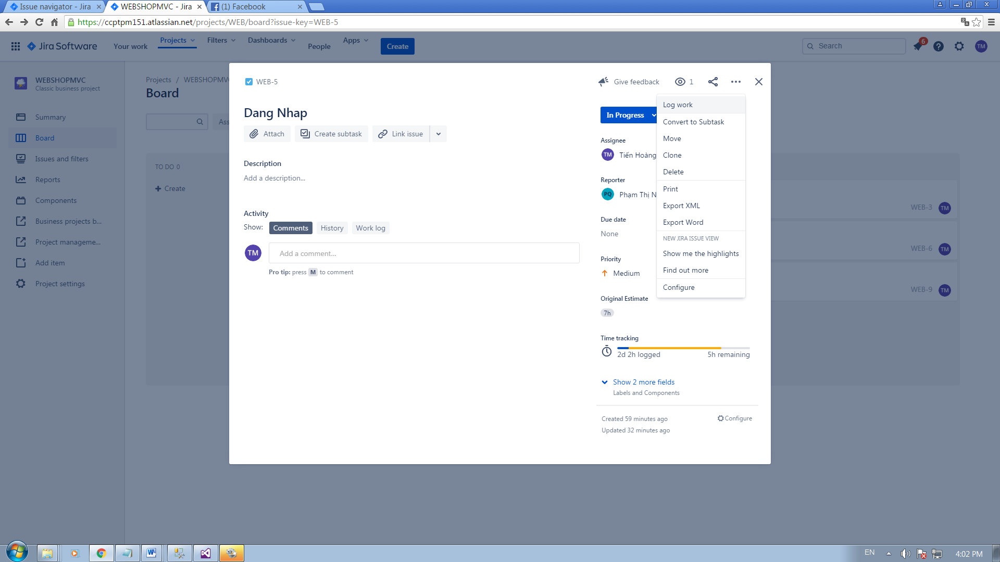 Issue navigator - Jira
WEBSHOPMVC - Jira
(1) Facebook
https://ccptpm151.atlassian.net/projects/WEB/board?issue-key=WEB-5
Jira Software
Your work
Projects
Filters
Dashboards
People
Apps
Create
Search
6
TM
WEBSHOPMVC
Classic business project
Summary
Board
Issues and filters
Reports
Components
Business projects b...
Project manageme...
Add item
Project settings
Projects / WEBSHOPMVC
Board
Ass
TO DO 0
Create
WEB-3 TM
WEB-6 TM
WEB-9 TM
WEB-5
Give feedback
1
Dang Nhap
Attach
Create subtask
Link issue
Description
Add a description...
Activity
Show:
Comments
History
Work log
TM
Add a comment...
Pro tip: press M to comment
In Progress
Assignee
TM Tiến Hoàng
Reporter
PQ Phạm Thị N
Due date
None
Priority
Medium
Original Estimate
7h
Time tracking
2d 2h logged
5h remaining
Show 2 more fields
Labels and Components
Created 59 minutes ago
Configure
Updated 32 minutes ago
Log work
Convert to Subtask
Move
Clone
Delete
Print
Export XML
Export Word
NEW JIRA ISSUE VIEW
Show me the highlights
Find out more
Configure
EN
4:02 PM